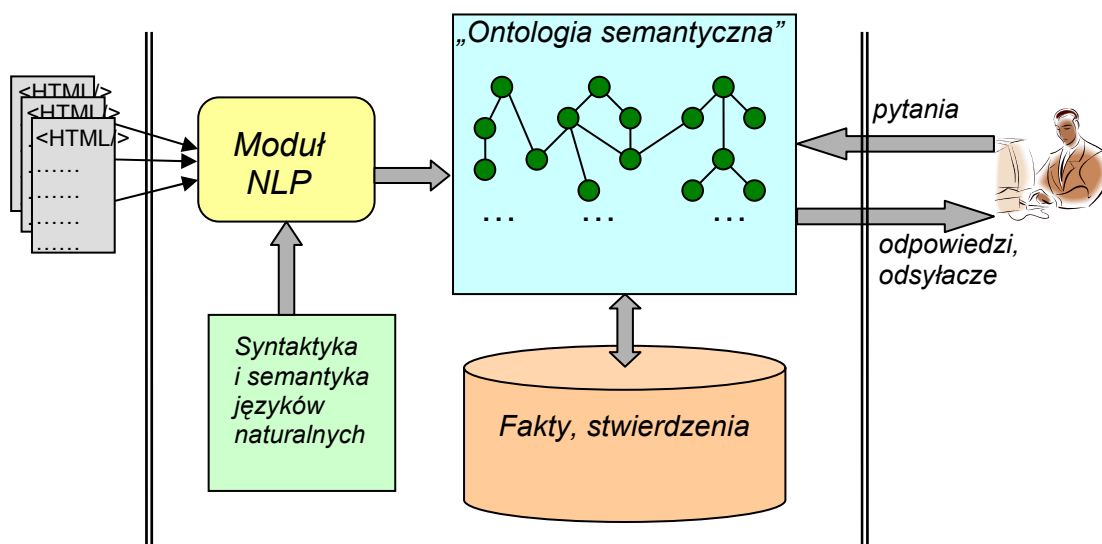 <HTML/>
<HTML/>
<HTML/>
.......
.......
.......
......
Moduł
NLP
Syntaktyka
i semantyka
języków
naturalnych
„Ontologia semantyczna”
... ... ...
Fakty, stwierdzenia
pytania
odpowiedzi,
odsyłacze